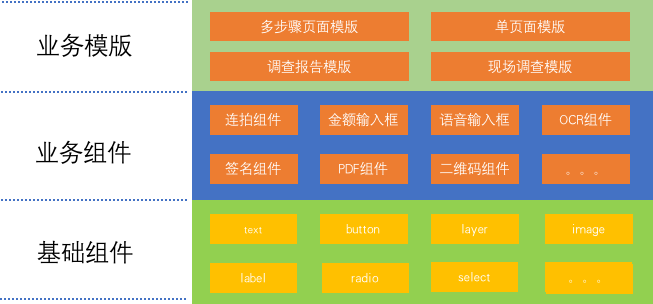 业务模版
多步骤页面模版 单页面模版
调查报告模版 现场调查模版
业务组件
连拍组件 金额输入框 语音输入框 OCR组件
签名组件 PDF组件 二维码组件 。。。
基础组件
text button layer image
label radio select 。。。